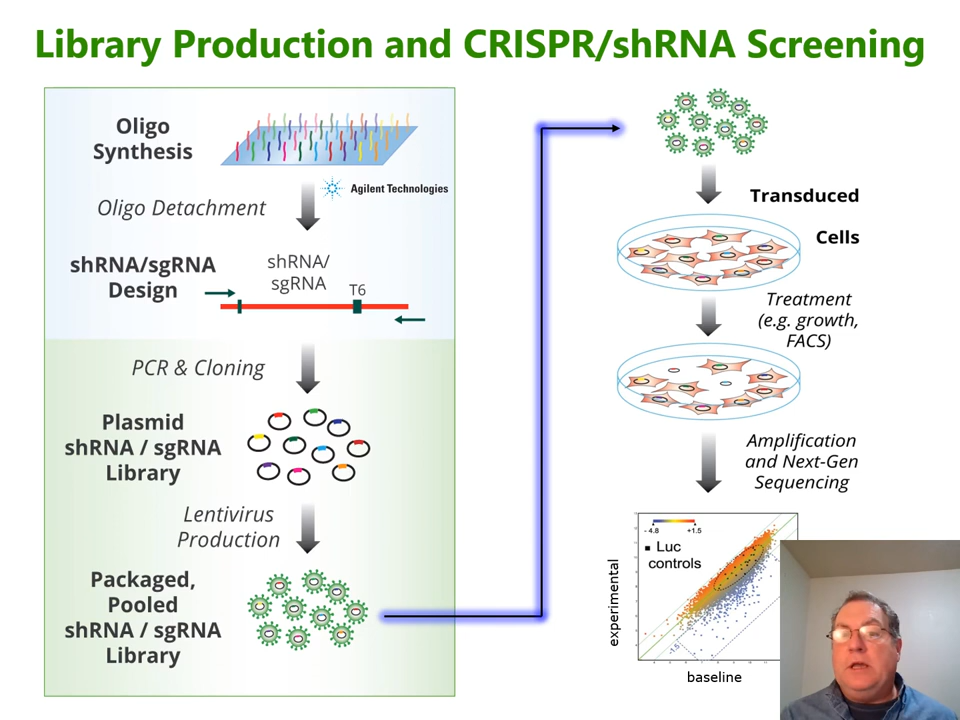 Library Production and CRISPR/shRNA Screening
Oligo
Synthesis
Agilent Technologies
Oligo Detachment
shRNA/sgRNA
Design
shRNA/
sgRNA
T6
PCR & Cloning
Plasmid
shRNA / sgRNA
Library
Lentivirus
Production
Packaged,
Pooled
shRNA / sgRNA
Library
Transduced
Cells
Treatment
(e.g. growth,
FACS)
Amplification
and Next-Gen
Sequencing
- 4.8
+1.5
Luc
controls
experimental
baseline